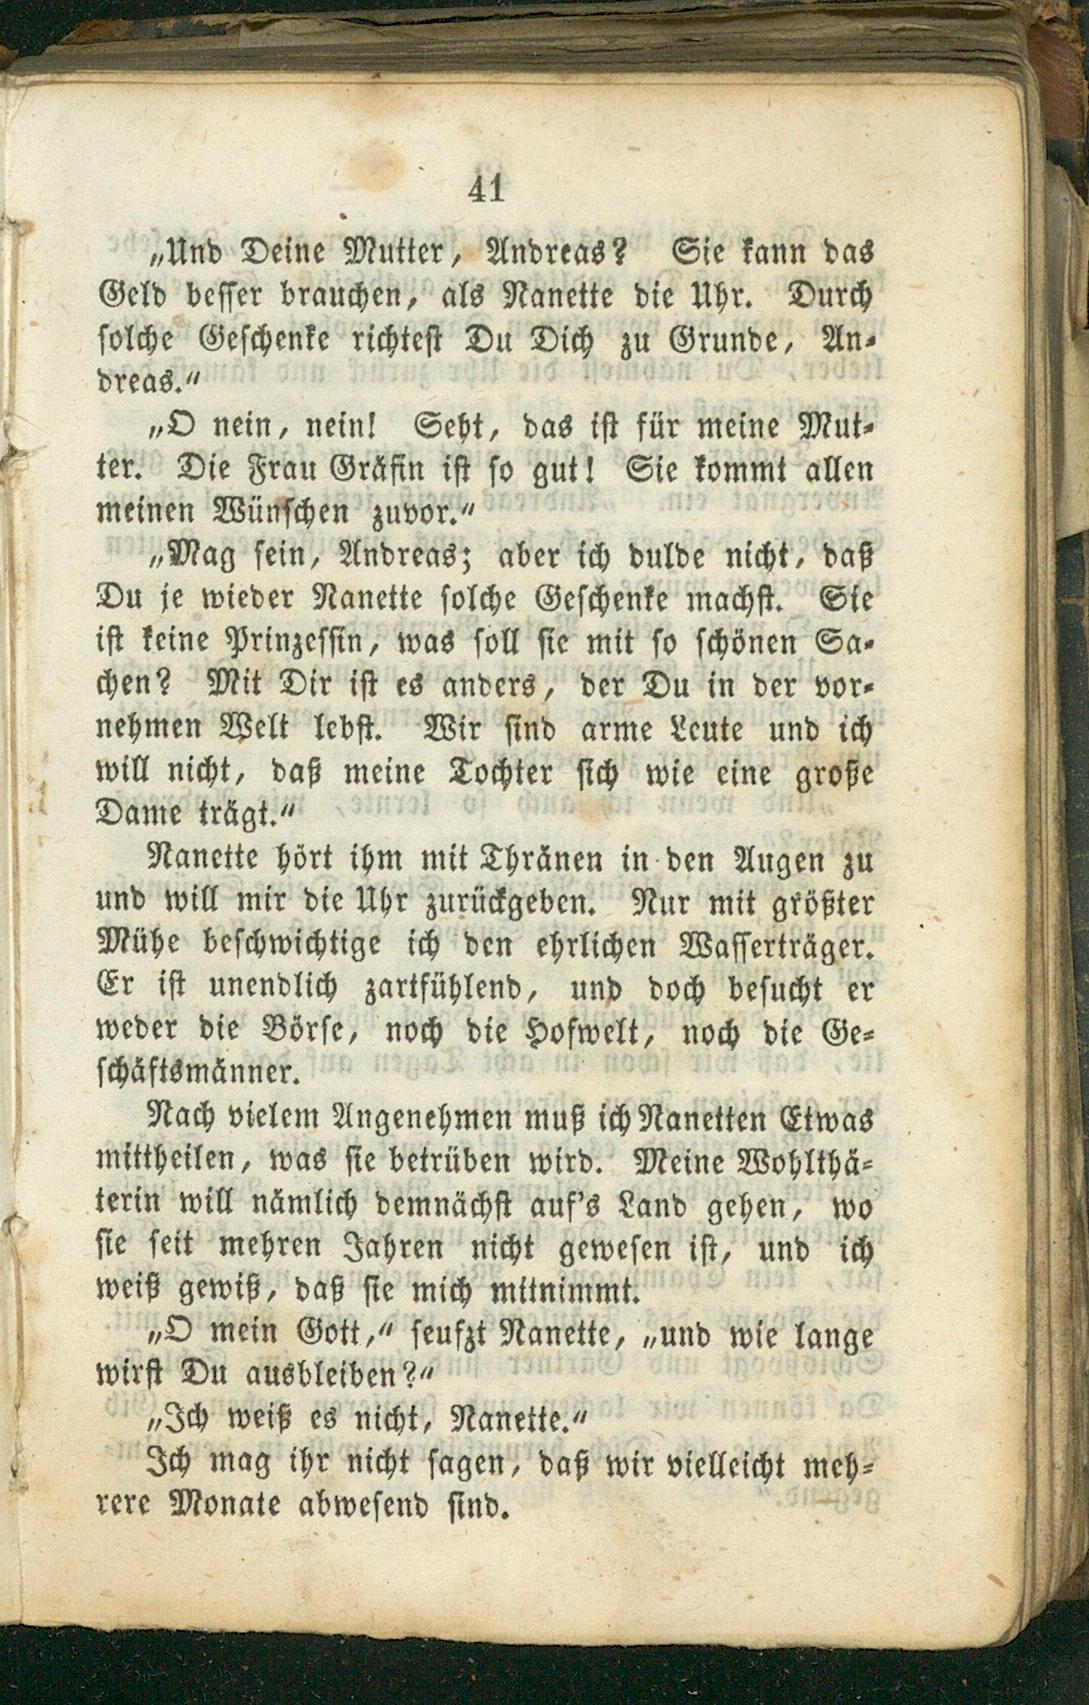 41
„Und Deine Mutter, Andreas? Sie kann das
Geld besser brauchen, als Nanette die Uhr. Durch
solche Geschenke richtest Du Dich zu Grunde, An-
dreas.“
„O nein, nein! Seht, das ist für meine Mut-
ter. Die Frau Gräfin ist so gut! Sie kommt allen
meinen Wünschen zuvor.“
„Mag sein, Andreas; aber ich dulde nicht, daß
Du je wieder Nanette solche Geschenke machst. Sie
ist keine Prinzessin, was soll sie mit so schönen Sa-
chen? Mit Dir ist es anders, der Du in der vor-
nehmen Welt lebst. Wir sind arme Leute und ich
will nicht, daß meine Tochter sich wie eine große
Dame trägt.“
Nanette hört ihm mit Thränen in den Augen zu
und will mir die Uhr zurückgeben. Nur mit größter
Mühe beschwichtige ich den ehrlichen Wasserträger.
Er ist unendlich zartfühlend, und doch besucht er
weder die Börse, noch die Hofwelt, noch die Ge-
schäftsmänner.
Nach vielem Angenehmen muß ich Nanetten Etwas
mittheilen, was sie betrüben wird. Meine Wohlthä-
terin will nämlich demnächst auf's Land gehen, wo
sie seit mehren Jahren nicht gewesen ist, und ich
weiß gewiß, daß sie mich mitnimmt.
„O mein Gott,“ seufzt Nanette, „und wie lange
wirst Du ausbleiben?“
„Ich weiß es nicht, Nanette.“
Ich mag ihr nicht sagen, daß wir vielleicht meh-
rere Monate abwesend sind.